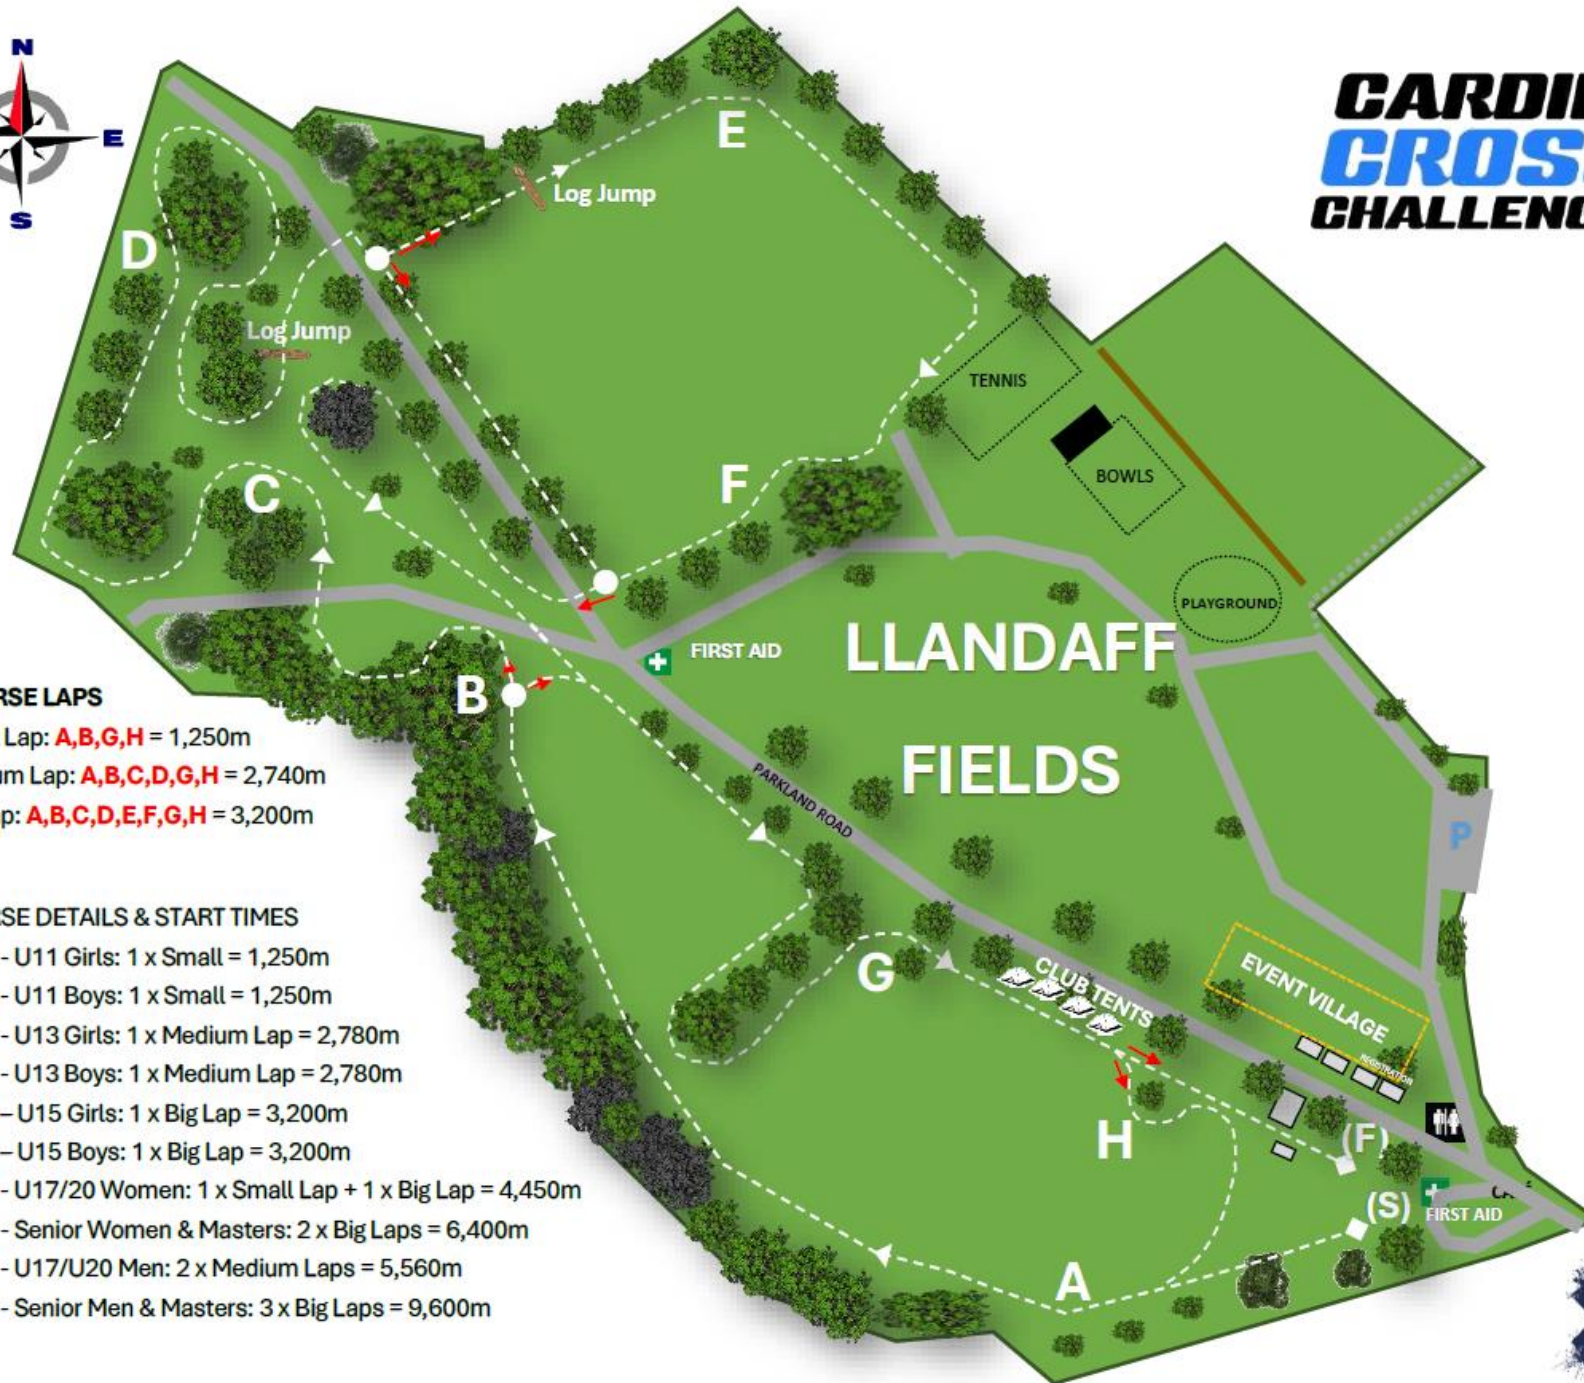 N
E
S
CARDI
CROS
CHALLENG
E
Log Jump
D
Log Jump
TENNIS
BOWLS
C
F
PLAYGROUND
FIRST AID
LLANDAFF
FIELDS
B
PARKLAND ROAD
P
RSE LAPS
Lap: A,B,G,H = 1,250m
um Lap: A,B,C,D,G,H = 2,740m
p: A,B,C,D,E,F,G,H = 3,200m
RSE DETAILS & START TIMES
- U11 Girls: 1 x Small = 1,250m
- U11 Boys: 1 x Small = 1,250m
- U13 Girls: 1 x Medium Lap = 2,780m
- U13 Boys: 1 x Medium Lap = 2,780m
– U15 Girls: 1 x Big Lap = 3,200m
– U15 Boys: 1 x Big Lap = 3,200m
- U17/20 Women: 1 x Small Lap + 1 x Big Lap = 4,450m
- Senior Women & Masters: 2 x Big Laps = 6,400m
- U17/U20 Men: 2 x Medium Laps = 5,560m
- Senior Men & Masters: 3 x Big Laps = 9,600m
G
CLUB TENTS
EVENT VILLAGE
REGISTRATION
H
(F)
(S)
FIRST AID
A